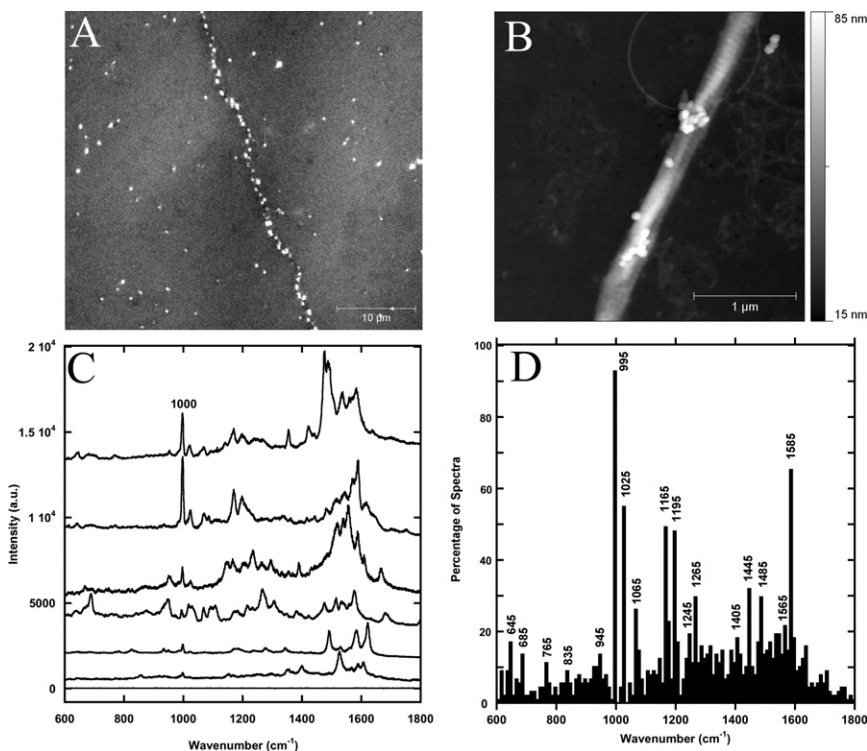 A
10 µm
B
1 µm
85 nm
15 nm
C
2 10⁴
1.5 10⁴
1 10⁴
5000
0
Intensity (a.u.)
1000
600 800 1000 1200 1400 1600 1800
Wavenumber (cm⁻¹)
D
100
80
60
40
20
0
Percentage of Spectra
645
685
765
835
945
995
1025
1065
1165
1195
1245
1265
1405
1445
1485
1565
1585
600 800 1000 1200 1400 1600 1800
Wavenumber (cm⁻¹)